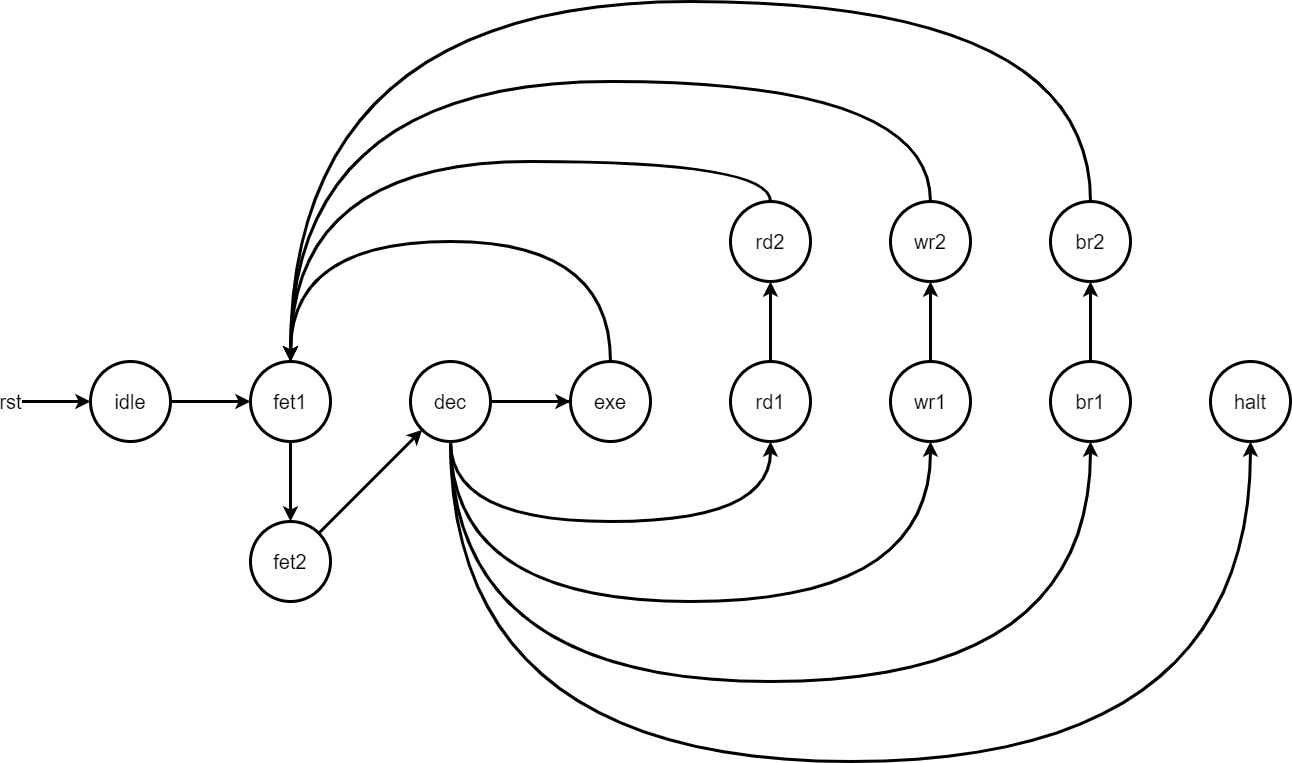 rd2
wr2
br2
rst
idle
fet1
dec
exe
rd1
wr1
br1
halt
fet2